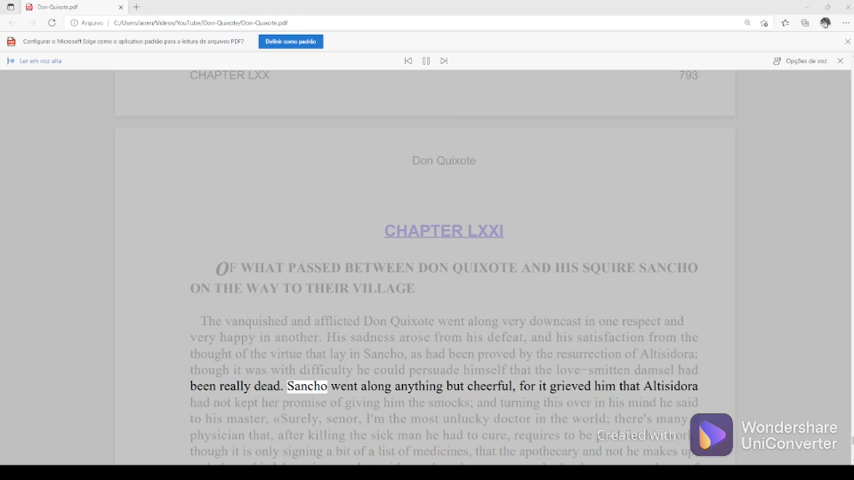 Don-Quixote.pdf
Arquivo
C:/Users/aoxni/Videos/YouTube/Don-Quixote/Don-Quixote.pdf
Configurar o Microsoft Edge como o aplicativo padrão para a leitura de arquivos PDF?
Definir como padrão
Ler em voz alta
Opções de voz
CHAPTER LXX
793
Don Quixote
CHAPTER LXXI
OF WHAT PASSED BETWEEN DON QUIXOTE AND HIS SQUIRE SANCHO
ON THE WAY TO THEIR VILLAGE
The vanquished and afflicted Don Quixote went along very downcast in one respect and
very happy in another. His sadness arose from his defeat, and his satisfaction from the
thought of the virtue that lay in Sancho, as had been proved by the resurrection of Altisidora;
though it was with difficulty he could persuade himself that the love−smitten damsel had
been really dead. Sancho went along anything but cheerful, for it grieved him that Altisidora
had not kept her promise of giving him the smocks; and turning this over in his mind he said
to his master, «Surely, senor, I'm the most unlucky doctor in the world; there's many
physician that, after killing the sick man he had to cure, requires to be
though it is only signing a bit of a list of medicines, that the apothecary and not he makes up
Created with
Wondershare
UniConverter